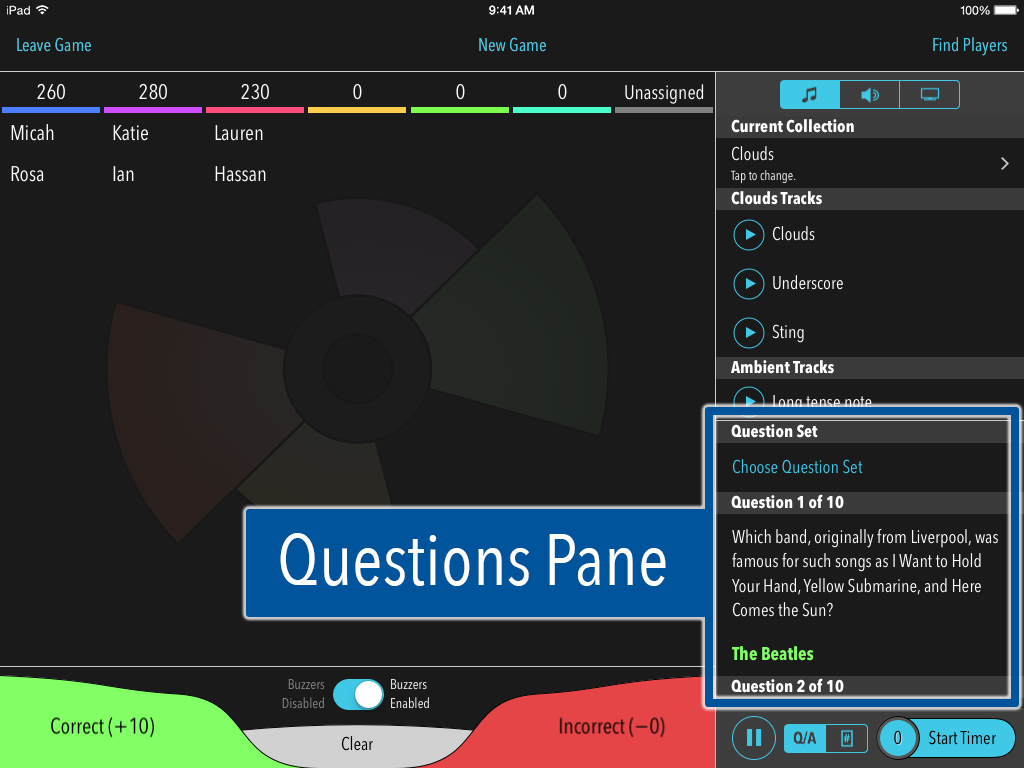 iPad 9:41 AM 100%
Leave Game New Game Find Players
260 280 230 0 0 0 Unassigned
Micah Katie Lauren
Rosa Ian Hassan
Current Collection
Clouds
Tap to change.
Clouds Tracks
Clouds
Underscore
Sting
Ambient Tracks
Long tense note
Question Set
Choose Question Set
Question 1 of 10
Which band, originally from Liverpool, was
famous for such songs as I Want to Hold
Your Hand, Yellow Submarine, and Here
Comes the Sun?
The Beatles
Question 2 of 10
Questions Pane
Buzzers
Disabled
Buzzers
Enabled
Correct (+10)
Clear
Incorrect (−0)
Q/A # 0 Start Timer